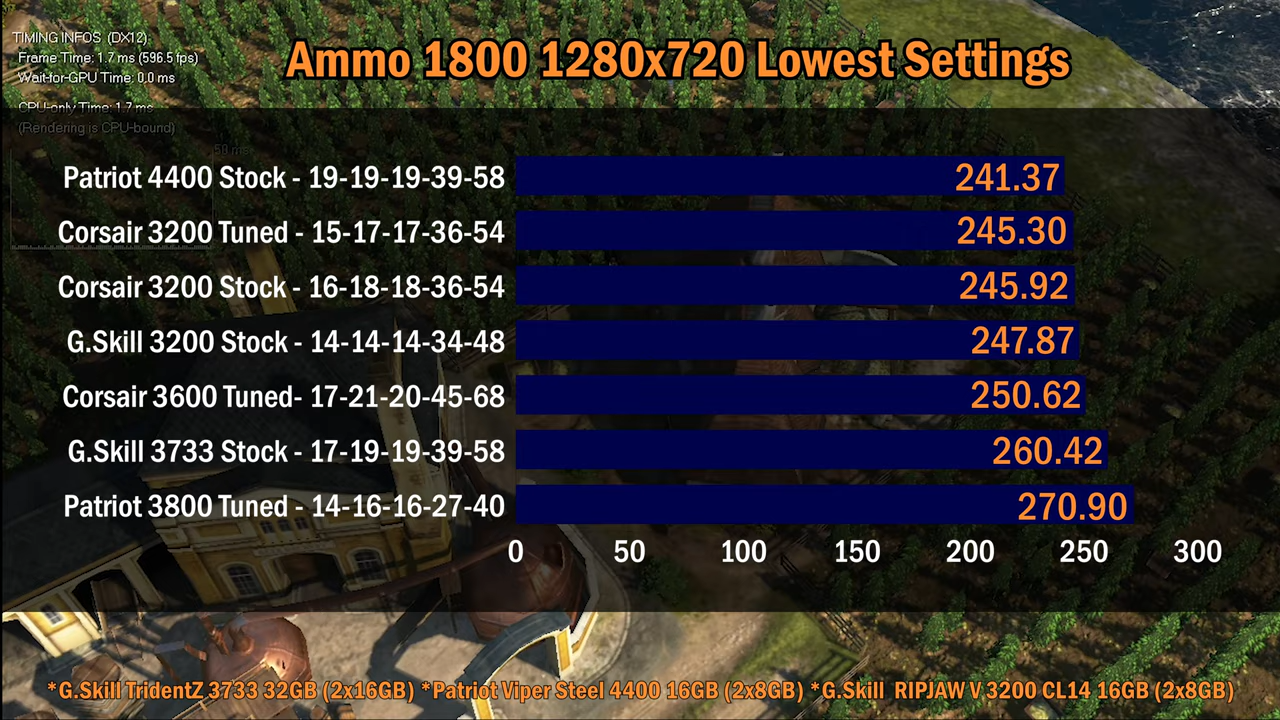 TIMING INFOS (DX12)
Frame Time: 1.7 ms (596.5 fps)
Wait-for-GPU Time: 0.0 ms
CPU-only Time: 1.7 ms
(Rendering is CPU-bound)
50 ms
Ammo 1800 1280x720 Lowest Settings
Patriot 4400 Stock - 19-19-19-39-58 241.37
Corsair 3200 Tuned - 15-17-17-36-54 245.30
Corsair 3200 Stock - 16-18-18-36-54 245.92
G.Skill 3200 Stock - 14-14-14-34-48 247.87
Corsair 3600 Tuned- 17-21-20-45-68 250.62
G.Skill 3733 Stock - 17-19-19-39-58 260.42
Patriot 3800 Tuned - 14-16-16-27-40 270.90
0 50 100 150 200 250 300
*G.Skill TridentZ 3733 32GB (2x16GB) *Patriot Viper Steel 4400 16GB (2x8GB) *G.Skill RIPJAW V 3200 CL14 16GB (2x8GB)